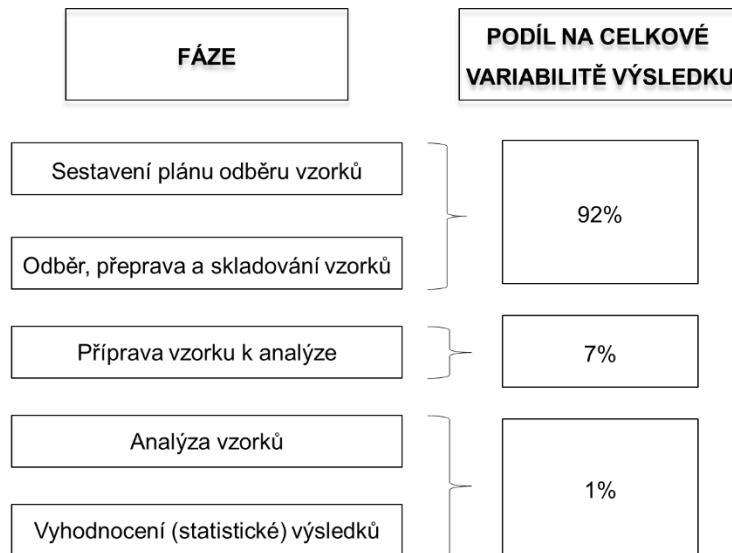 FÁZE
PODÍL NA CELKOVÉ
VARIABILITĚ VÝSLEDKU
Sestavení plánu odběru vzorků
92%
Odběr, přeprava a skladování vzorků
Příprava vzorku k analýze
7%
Analýza vzorků
1%
Vyhodnocení (statistické) výsledků